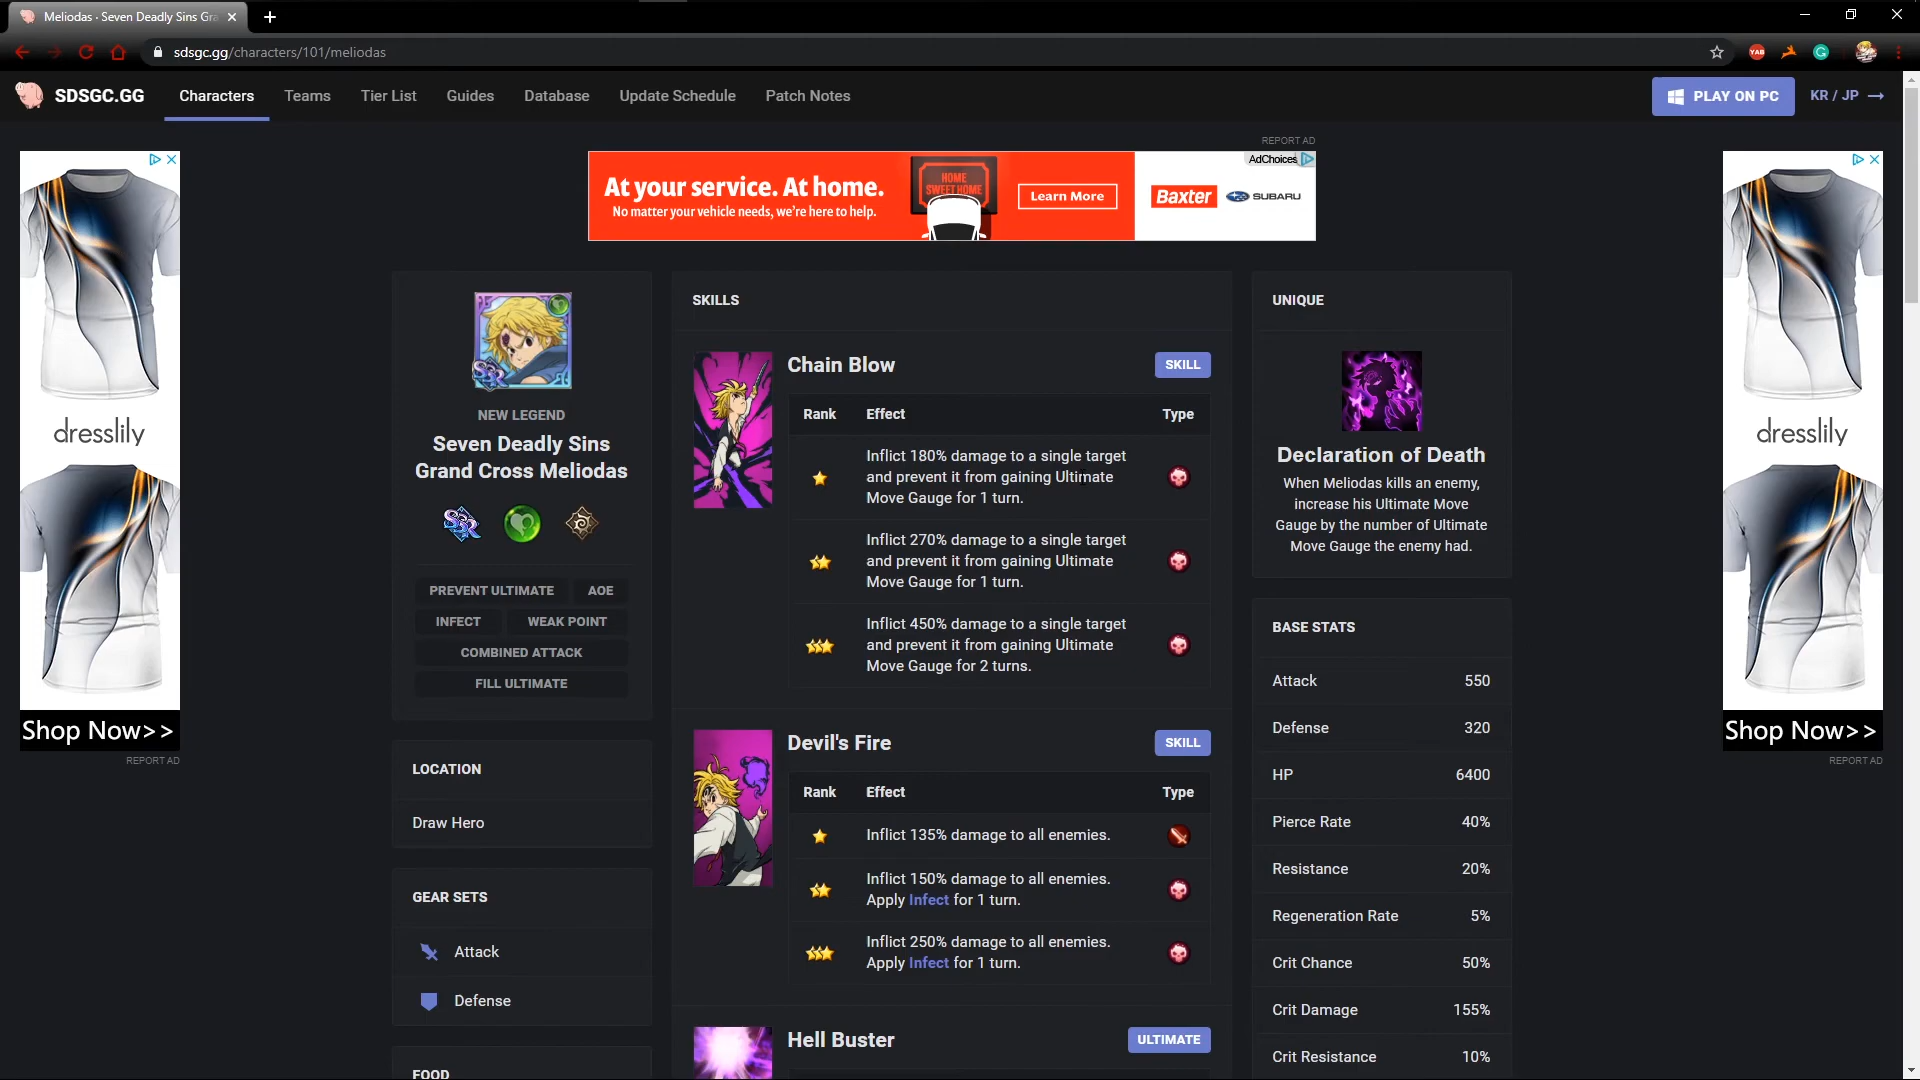 Meliodas · Seven Deadly Sins Gra
sdsgc.gg/characters/101/meliodas
YAB
G
SDSGC.GG
Characters
Teams
Tier List
Guides
Database
Update Schedule
Patch Notes
PLAY ON PC
KR / JP →
REPORT AD
At your service. At home.
No matter your vehicle needs, we're here to help.
HOME
SWEET HOME
Learn More
AdChoices
Baxter
SUBARU
dresslily
Shop Now>>
REPORT AD
SSR
NEW LEGEND
Seven Deadly Sins
Grand Cross Meliodas
SSR
PREVENT ULTIMATE
AOE
INFECT
WEAK POINT
COMBINED ATTACK
FILL ULTIMATE
LOCATION
Draw Hero
GEAR SETS
Attack
Defense
FOOD
SKILLS
Chain Blow
SKILL
Rank Effect Type
Inflict 180% damage to a single target
and prevent it from gaining Ultimate
Move Gauge for 1 turn.
Inflict 270% damage to a single target
and prevent it from gaining Ultimate
Move Gauge for 1 turn.
Inflict 450% damage to a single target
and prevent it from gaining Ultimate
Move Gauge for 2 turns.
Devil's Fire
SKILL
Rank Effect Type
Inflict 135% damage to all enemies.
Inflict 150% damage to all enemies.
Apply Infect for 1 turn.
Inflict 250% damage to all enemies.
Apply Infect for 1 turn.
Hell Buster
ULTIMATE
UNIQUE
Declaration of Death
When Meliodas kills an enemy,
increase his Ultimate Move
Gauge by the number of Ultimate
Move Gauge the enemy had.
BASE STATS
Attack 550
Defense 320
HP 6400
Pierce Rate 40%
Resistance 20%
Regeneration Rate 5%
Crit Chance 50%
Crit Damage 155%
Crit Resistance 10%
dresslily
Shop Now>>
REPORT AD